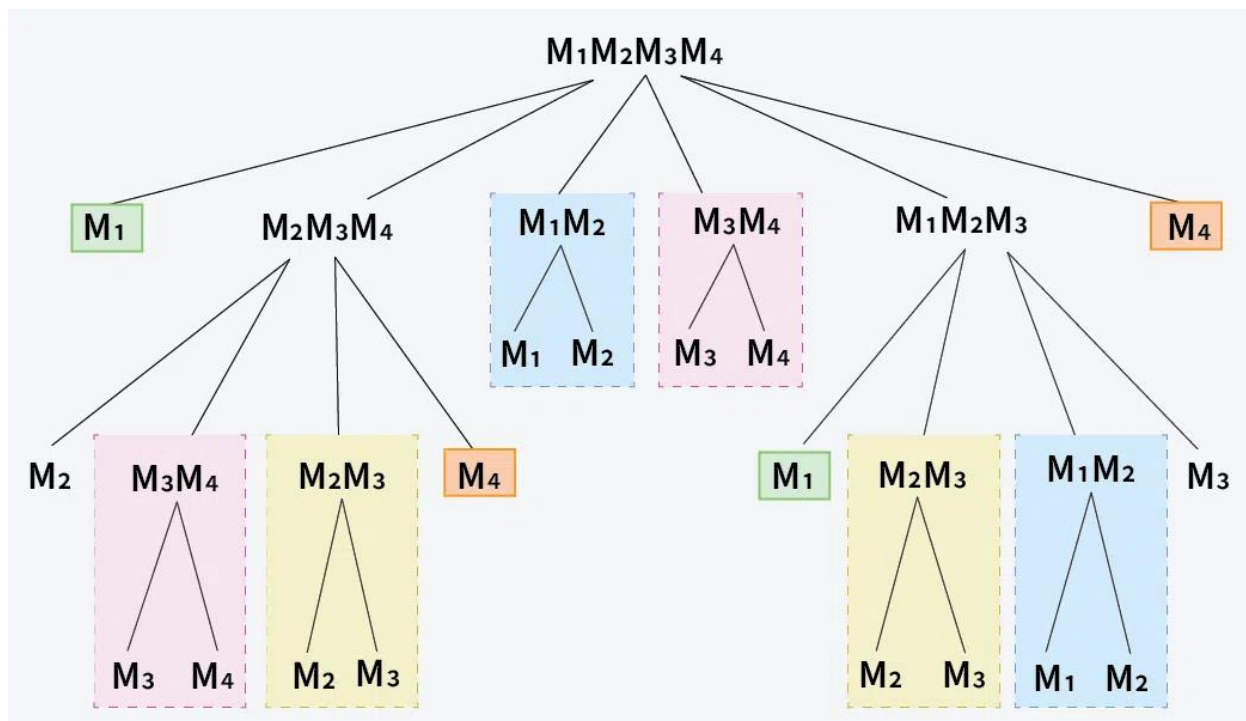 M₁M₂M₃M₄
M₁ M₂M₃M₄ M₁M₂ M₃M₄ M₁M₂M₃ M₄
M₁ M₂ M₃ M₄
M₂ M₃M₄ M₂M₃ M₄ M₁ M₂M₃ M₁M₂ M₃
M₃ M₄ M₂ M₃ M₂ M₃ M₁ M₂